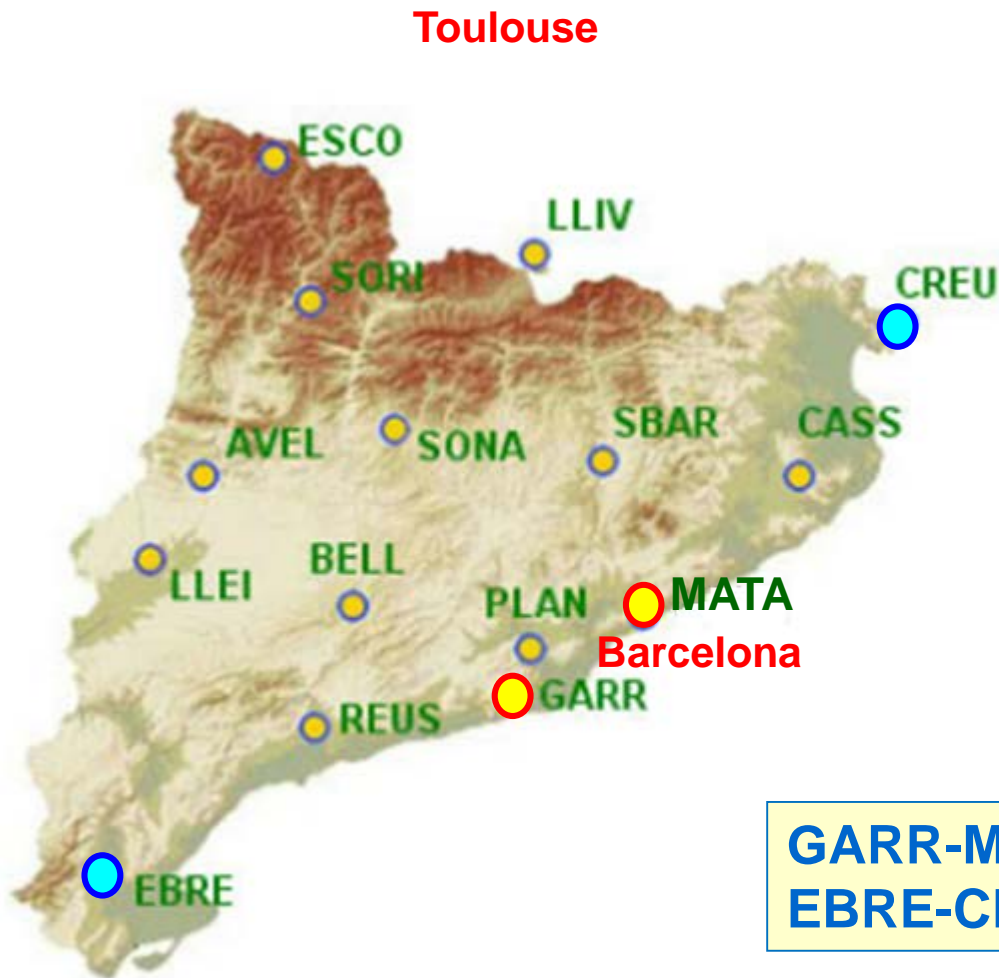 Toulouse
ESCO
LLIV
SORI
CREU
SBAR
CASS
AVEL
SONA
BELL
LLEI
PLAN
MATA
Barcelona
GARR
REUS
EBRE
GARR-M
EBRE-C